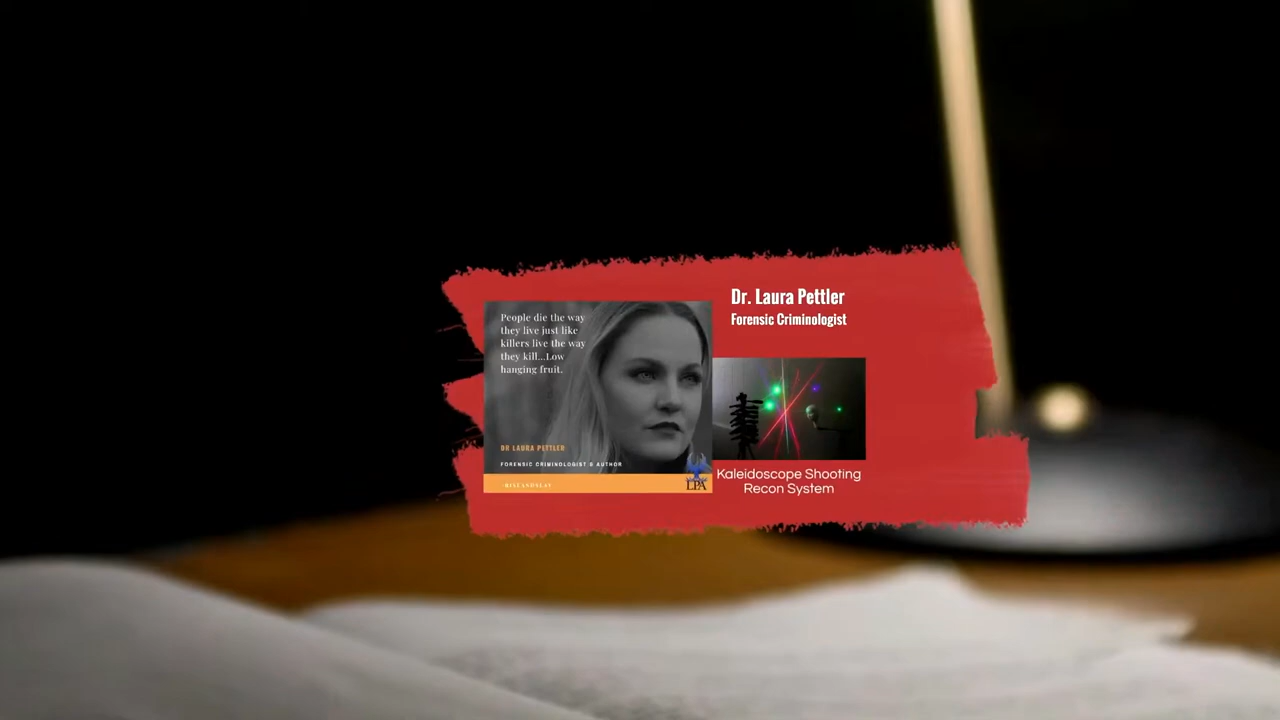 People die the way
they live just like
killers live the way
they kill...Low
hanging fruit.
DR LAURA PETTLER
FORENSIC CRIMINOLOGIST & AUTHOR
LPA
Dr. Laura Pettler
Forensic Criminologist
Kaleidoscope Shooting
Recon System